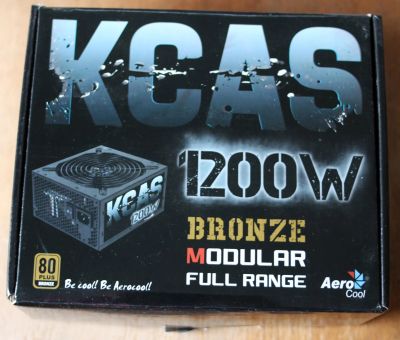 KCAS
1200W
KCAS
1200W
BRONZE
MODULAR
FULL RANGE
80
PLUS
BRONZE
Be cool! Be Aerocool!
Aero
Cool